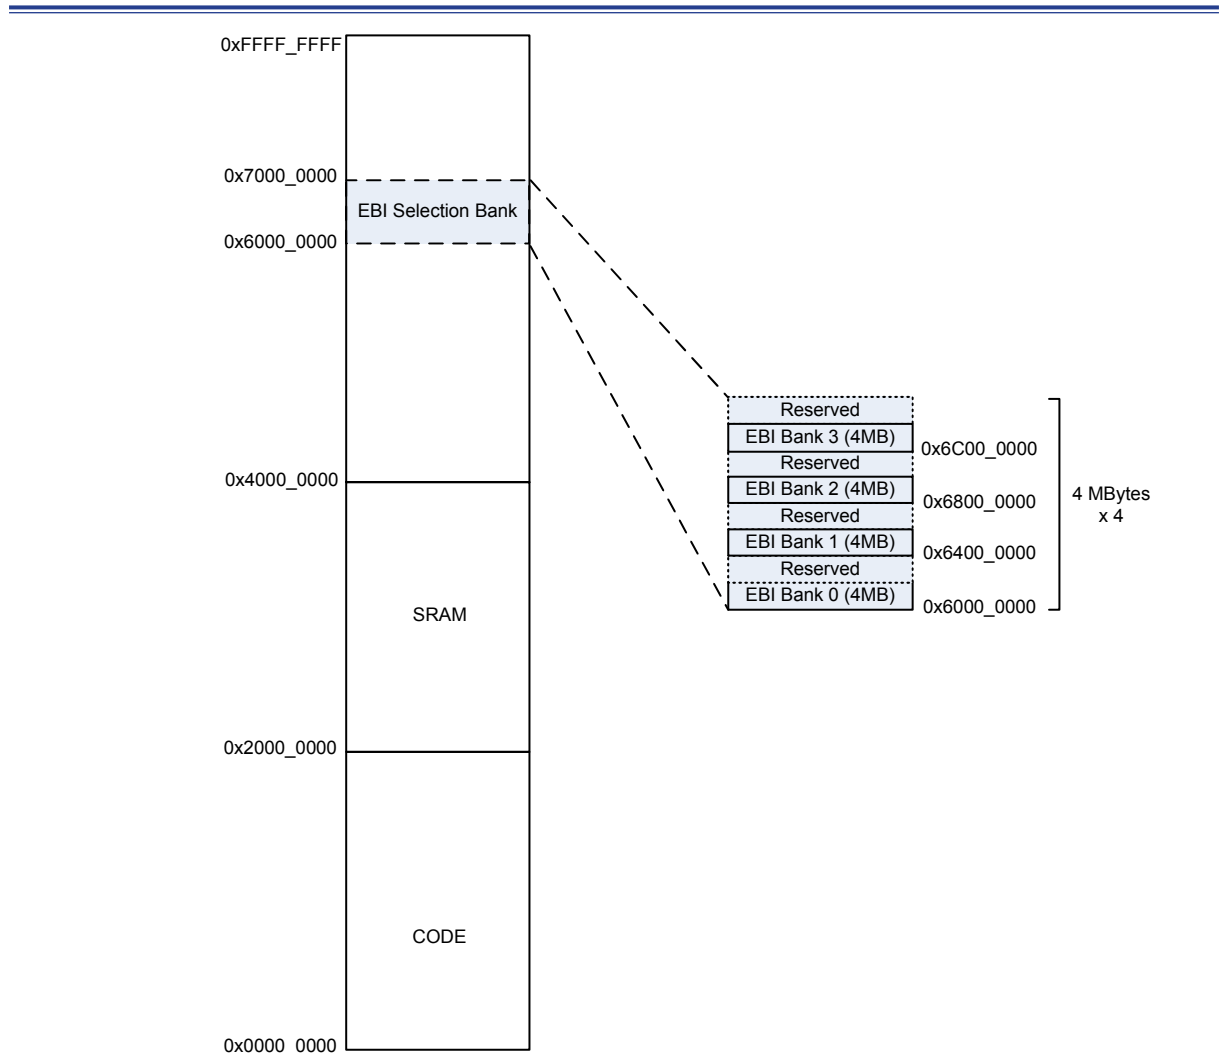 0xFFFF_FFFF
0x7000_0000
EBI Selection Bank
0x6000_0000
Reserved
EBI Bank 3 (4MB)
0x6C00_0000
Reserved
0x4000_0000
EBI Bank 2 (4MB)
0x6800_0000
4 MBytes
x 4
Reserved
EBI Bank 1 (4MB)
0x6400_0000
Reserved
EBI Bank 0 (4MB)
0x6000_0000
SRAM
0x2000_0000
CODE
0x0000_0000